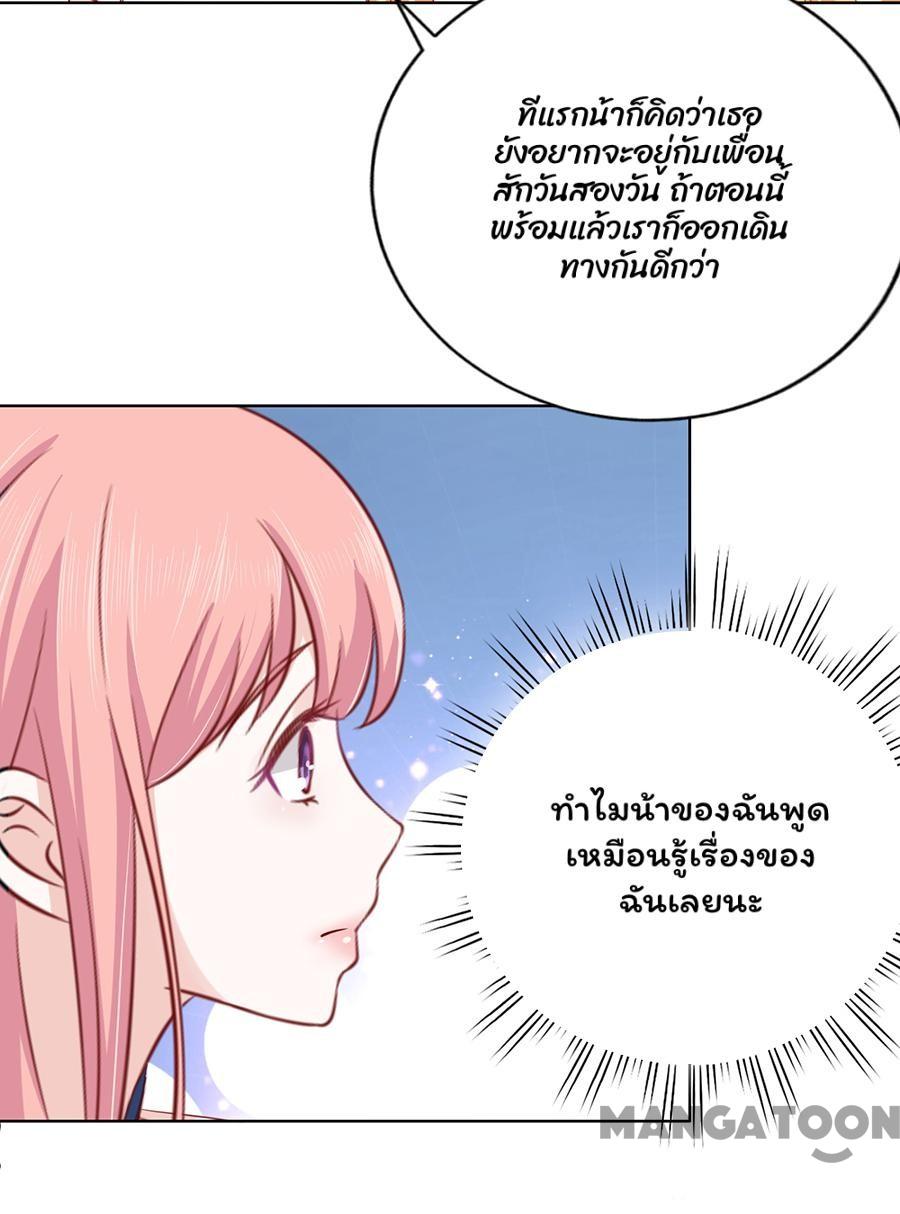 ทีแรกน้าก็คิดว่าเธอ
ยังอยากจะอยู่กับเพื่อน
สักวันสองวัน ถ้าตอนนี้
พร้อมแล้วเราก็ออกเดิน
ทางกันดีกว่า
ทำไมน้าของฉันพูด
เหมือนรู้เรื่องของ
ฉันเลยนะ
MANGATOON